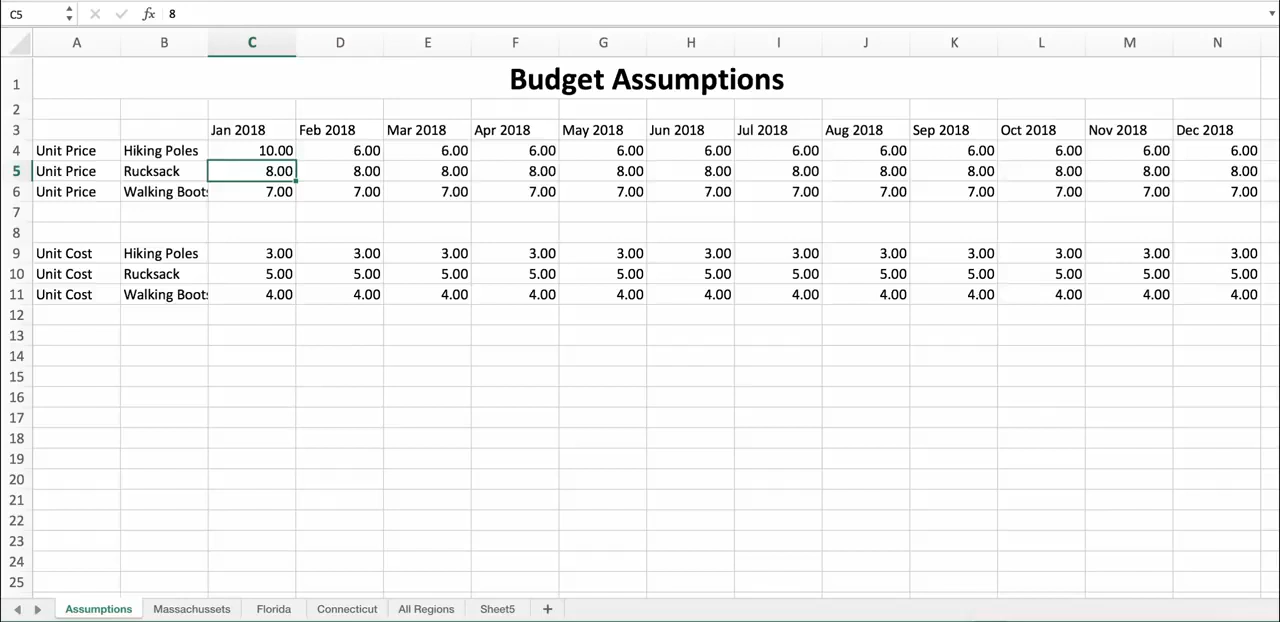 C5 fx 8
A B C D E F G H I J K L M N
1 Budget Assumptions
2
3 Jan 2018 Feb 2018 Mar 2018 Apr 2018 May 2018 Jun 2018 Jul 2018 Aug 2018 Sep 2018 Oct 2018 Nov 2018 Dec 2018
4 Unit Price Hiking Poles 10.00 6.00 6.00 6.00 6.00 6.00 6.00 6.00 6.00 6.00 6.00 6.00
5 Unit Price Rucksack 8.00 8.00 8.00 8.00 8.00 8.00 8.00 8.00 8.00 8.00 8.00 8.00
6 Unit Price Walking Boots 7.00 7.00 7.00 7.00 7.00 7.00 7.00 7.00 7.00 7.00 7.00 7.00
7
8
9 Unit Cost Hiking Poles 3.00 3.00 3.00 3.00 3.00 3.00 3.00 3.00 3.00 3.00 3.00 3.00
10 Unit Cost Rucksack 5.00 5.00 5.00 5.00 5.00 5.00 5.00 5.00 5.00 5.00 5.00 5.00
11 Unit Cost Walking Boots 4.00 4.00 4.00 4.00 4.00 4.00 4.00 4.00 4.00 4.00 4.00 4.00
12
13
14
15
16
17
18
19
20
21
22
23
24
25
Assumptions Massachussets Florida Connecticut All Regions Sheet5 +